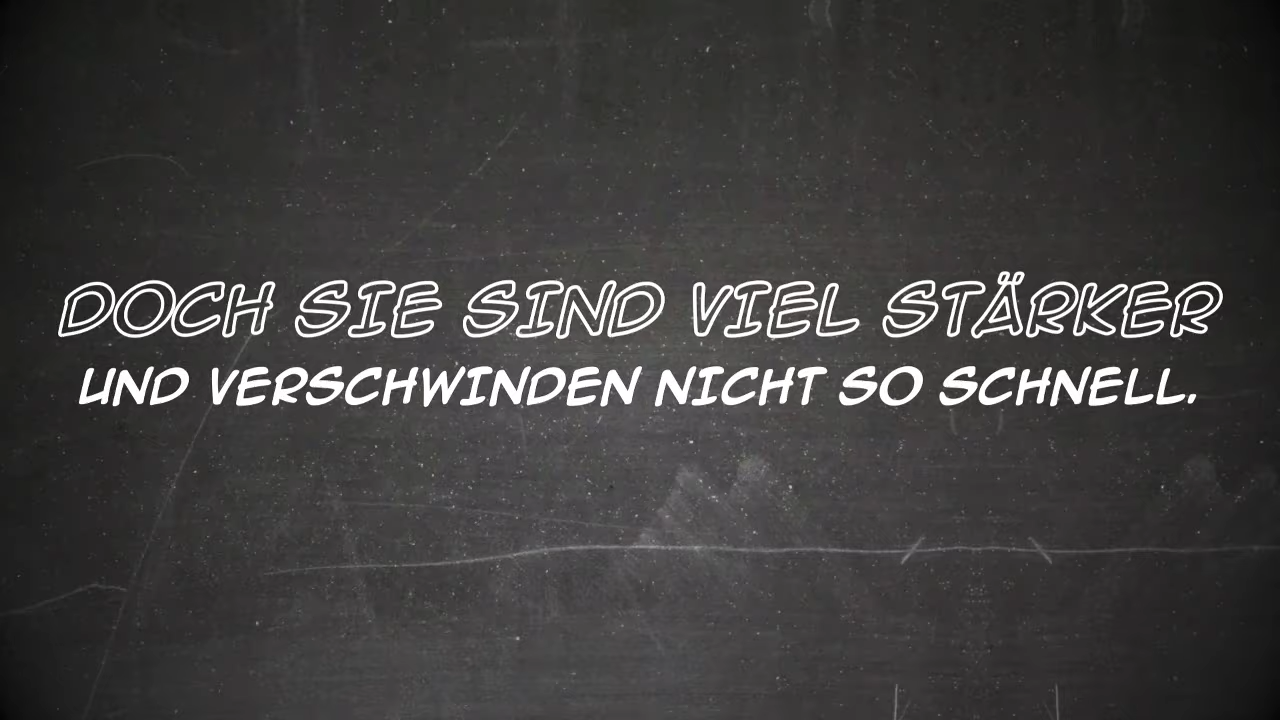 DOCH SIE SIND VIEL STÄRKER
UND VERSCHWINDEN NICHT SO SCHNELL.